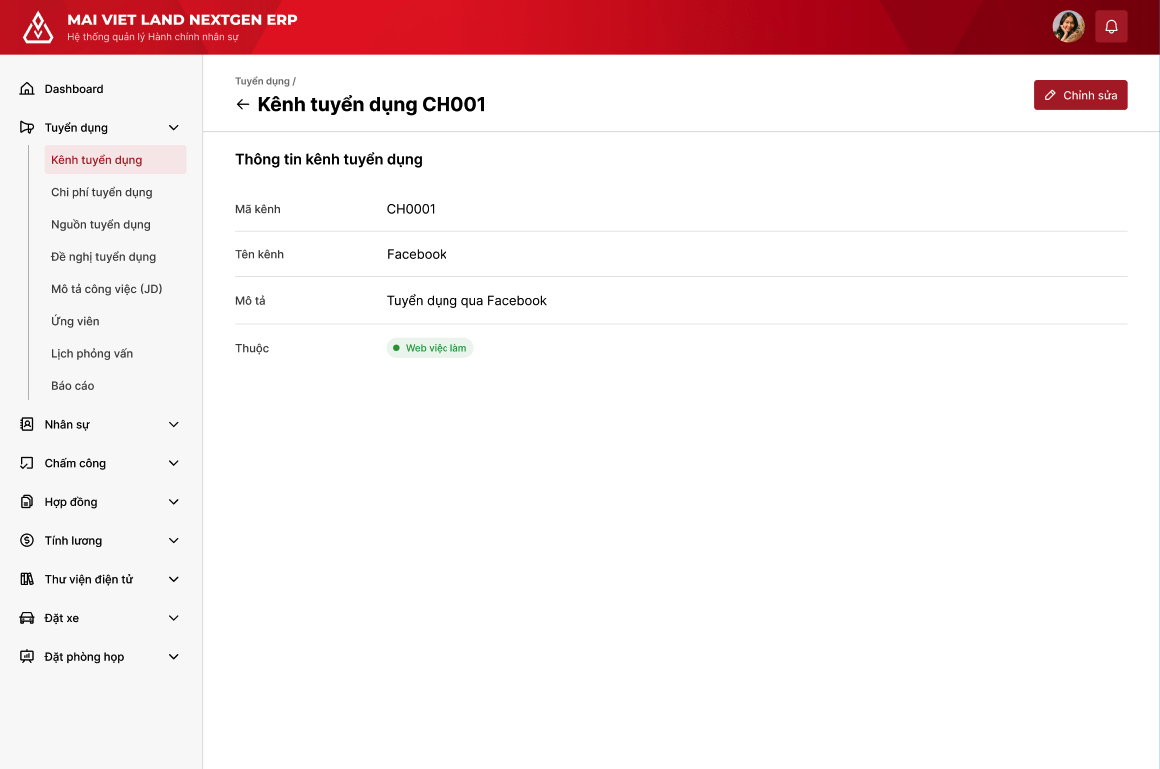 MAI VIET LAND NEXTGEN ERP
Hệ thống quản lý Hành chính nhân sự
Dashboard
Tuyển dụng
Kênh tuyển dụng
Chi phí tuyển dụng
Nguồn tuyển dụng
Đề nghị tuyển dụng
Mô tả công việc (JD)
Ứng viên
Lịch phỏng vấn
Báo cáo
Nhân sự
Chấm công
Hợp đồng
Tính lương
Thư viện điện tử
Đặt xe
Đặt phòng họp
Tuyển dụng /
Kênh tuyển dụng CH001
Chỉnh sửa
Thông tin kênh tuyển dụng
Mã kênh CH0001
Tên kênh Facebook
Mô tả Tuyển dụng qua Facebook
Thuộc Web việc làm